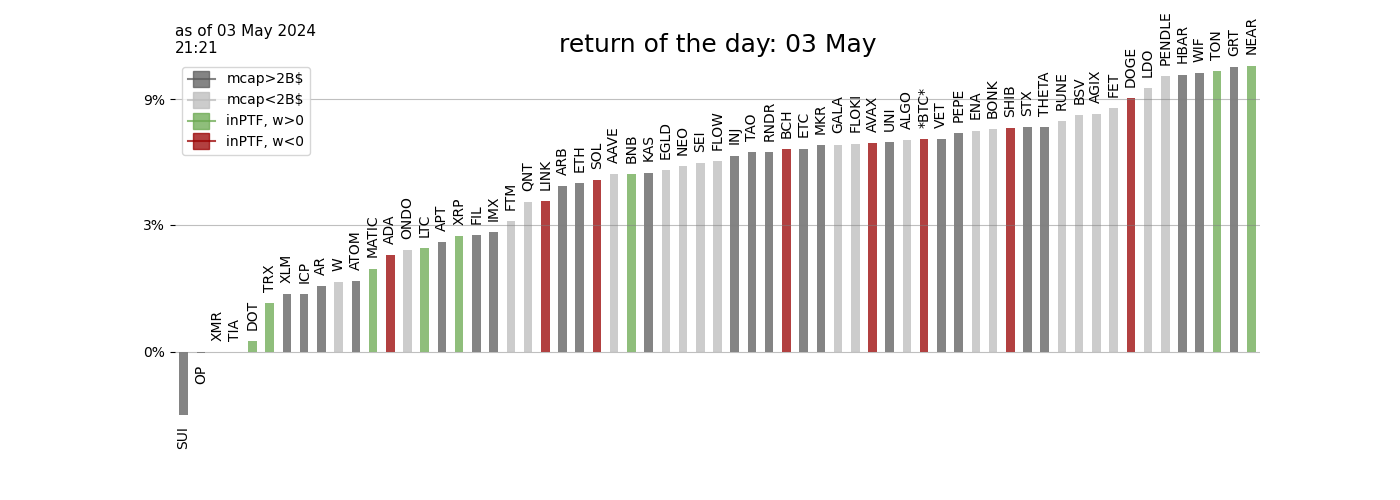 as of 03 May 2024
21:21
return of the day: 03 May
mcap>2B$
mcap<2B$
inPTF, w>0
inPTF, w<0
9%
3%
0%
SUI
OP
XMR
TIA
DOT
TRX
XLM
ICP
AR
W
ATOM
MATIC
ADA
ONDO
LTC
APT
XRP
FIL
IMX
FTM
QNT
LINK
ARB
ETH
SOL
AAVE
BNB
KAS
EGLD
NEO
SEI
FLOW
INJ
TAO
RNDR
BCH
ETC
MKR
GALA
FLOKI
AVAX
UNI
ALGO
*BTC*
VET
PEPE
ENA
BONK
SHIB
STX
THETA
RUNE
BSV
AGIX
FET
DOGE
LDO
PENDLE
HBAR
WIF
TON
GRT
NEAR